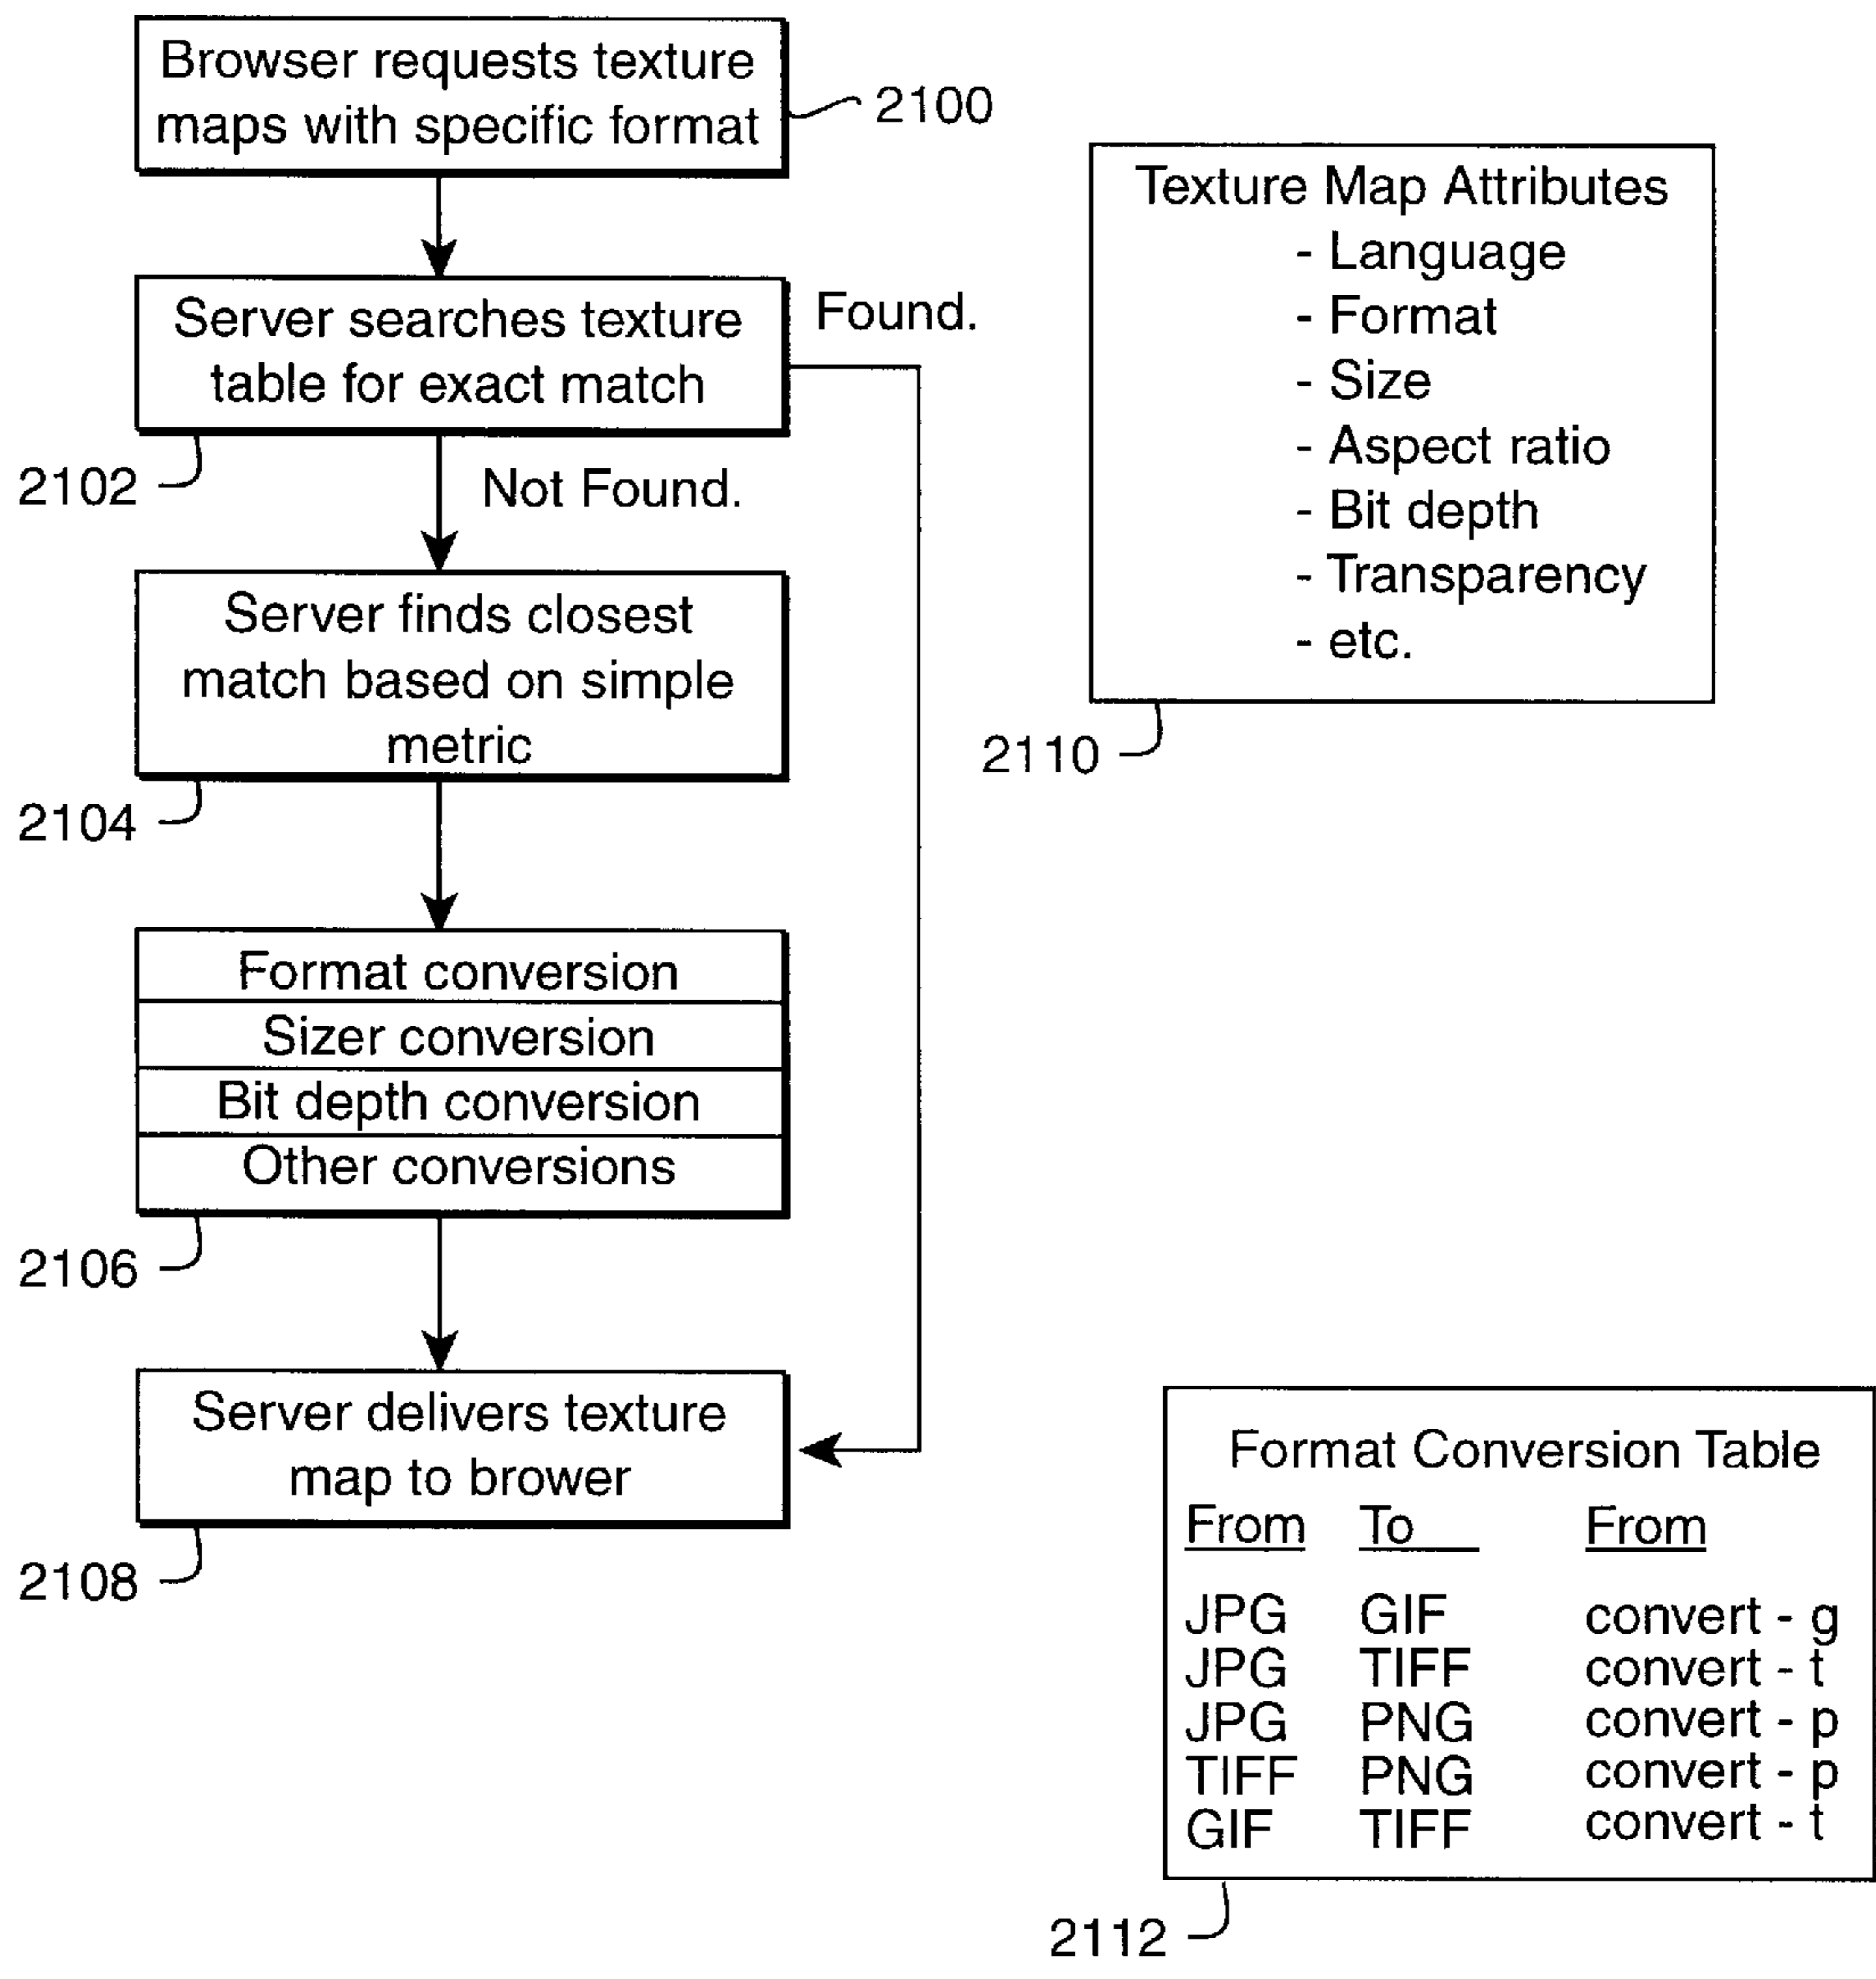 Browser requests texture
maps with specific format
2100
Server searches texture
table for exact match
Found.
2102
Not Found.
Server finds closest
match based on simple
metric
2104
Format conversion
Sizer conversion
Bit depth conversion
Other conversions
2106
Server delivers texture
map to brower
2108
Texture Map Attributes
- Language
- Format
- Size
- Aspect ratio
- Bit depth
- Transparency
- etc.
2110
Format Conversion Table
From To From
JPG GIF convert - g
JPG TIFF convert - t
JPG PNG convert - p
TIFF PNG convert - p
GIF TIFF convert - t
2112